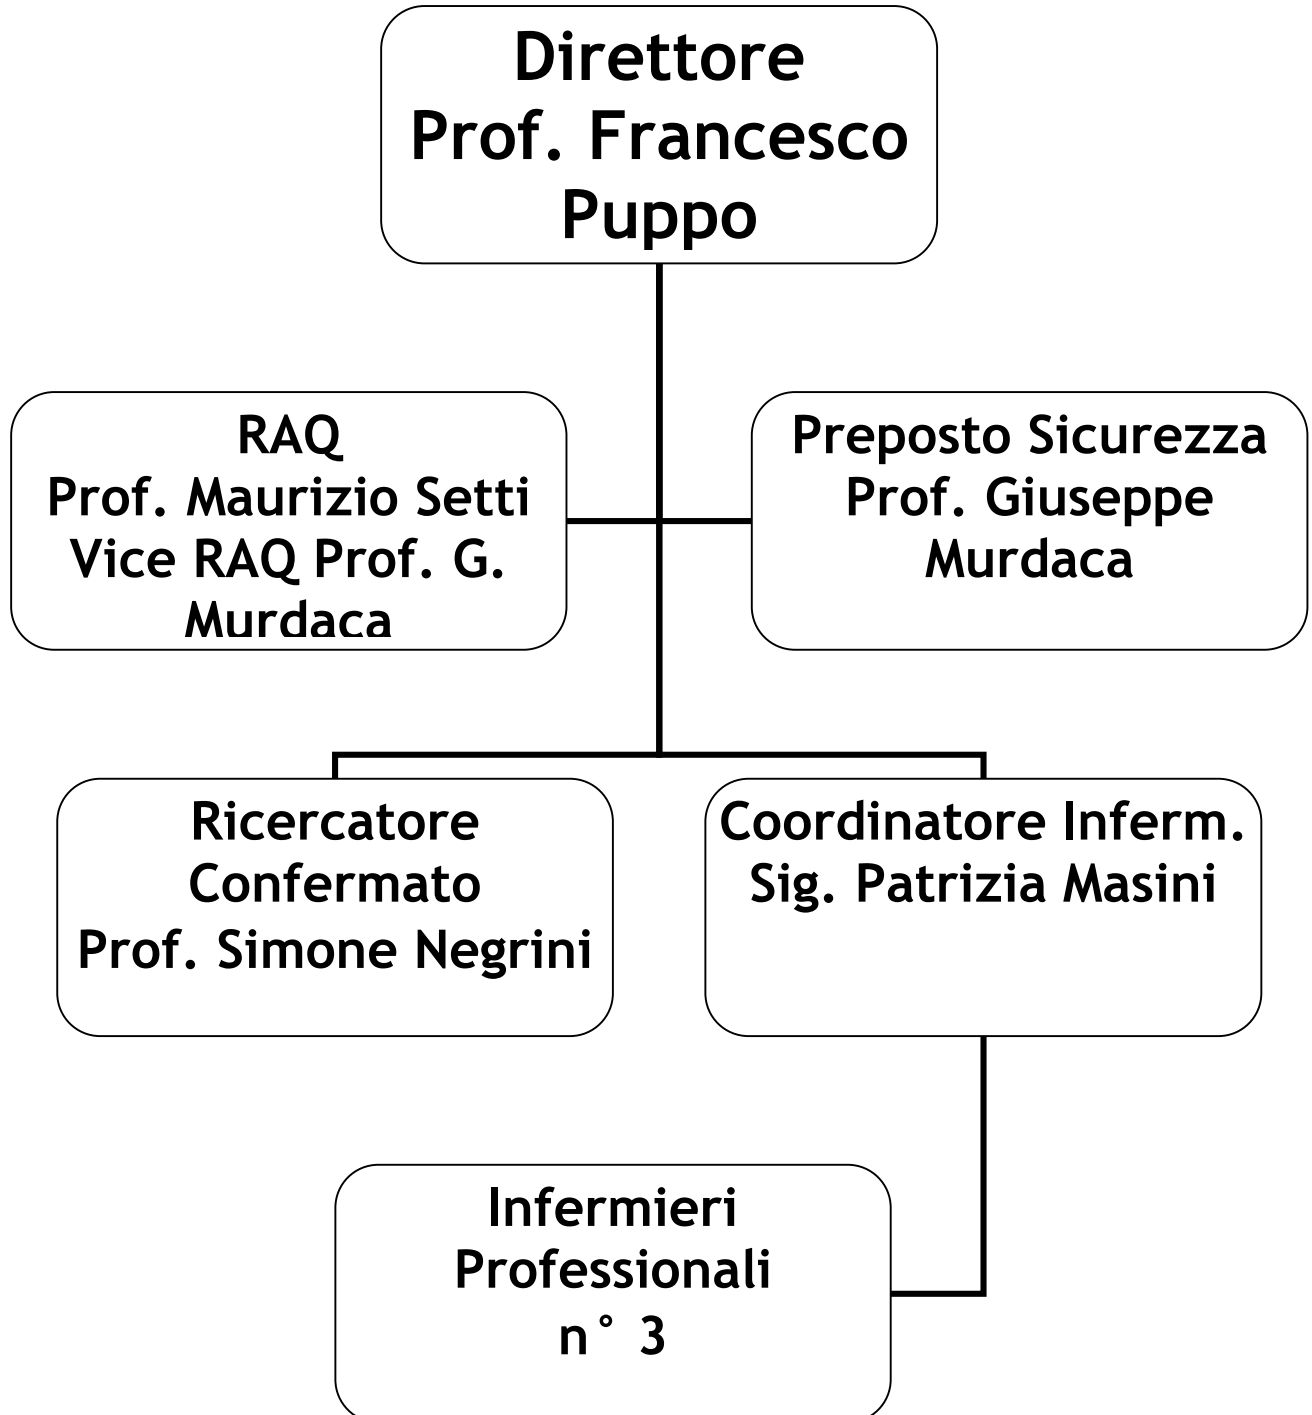 Direttore
Prof. Francesco
Puppo
RAQ
Prof. Maurizio Setti
Vice RAQ Prof. G.
Murdaca
Preposto Sicurezza
Prof. Giuseppe
Murdaca
Ricercatore
Confermato
Prof. Simone Negrini
Coordinatore Inferm.
Sig. Patrizia Masini
Infermieri
Professionali
n° 3